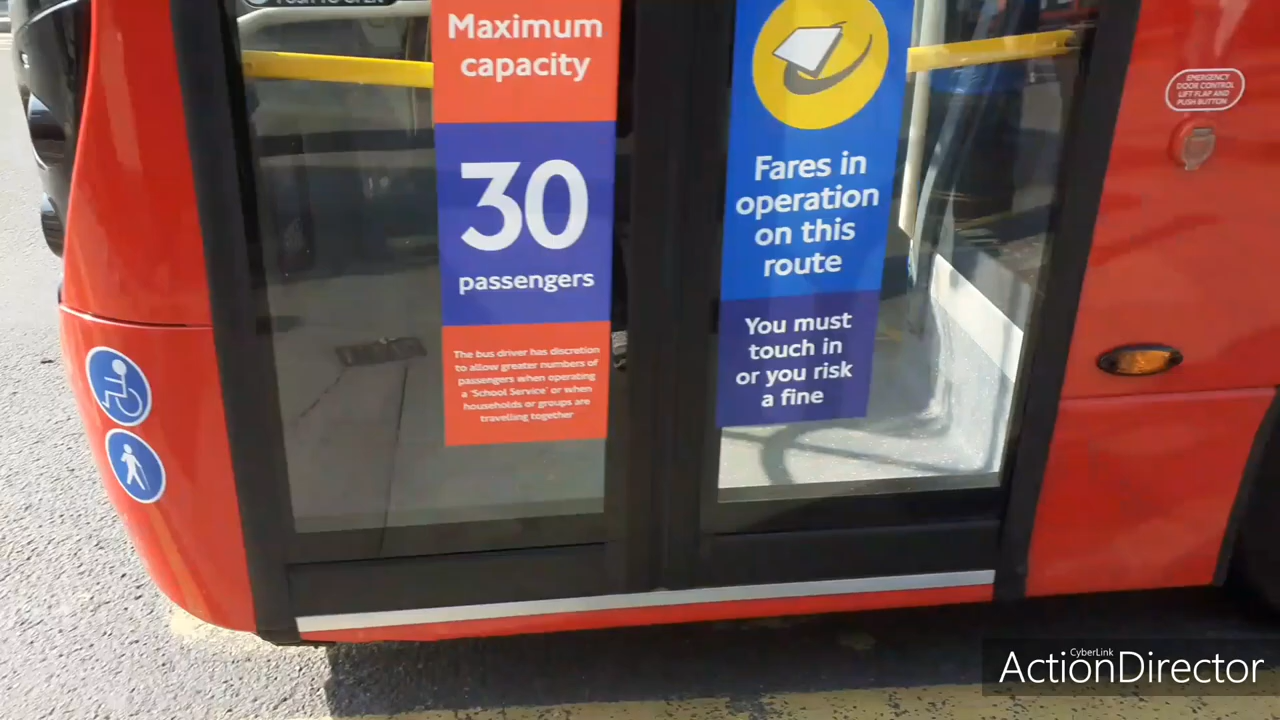 Maximum
capacity
30
passengers
The bus driver has discretion
to allow greater numbers of
passengers when operating
a 'School Service' or when
households or groups are
travelling together
Fares in
operation
on this
route
You must
touch in
or you risk
a fine
EMERGENCY
DOOR CONTROL
LIFT FLAP AND
PUSH BUTTON
CyberLink
ActionDirector